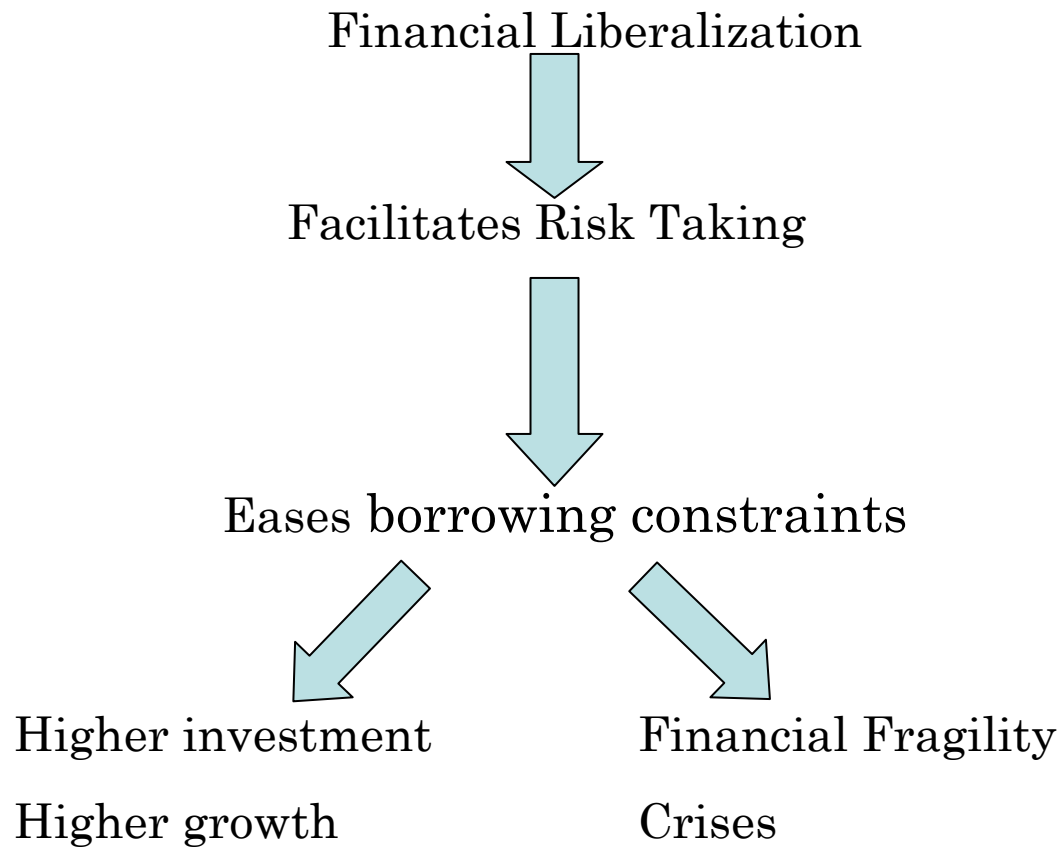 Financial Liberalization
Facilitates Risk Taking
Eases borrowing constraints
Higher investment
Higher growth
Financial Fragility
Crises